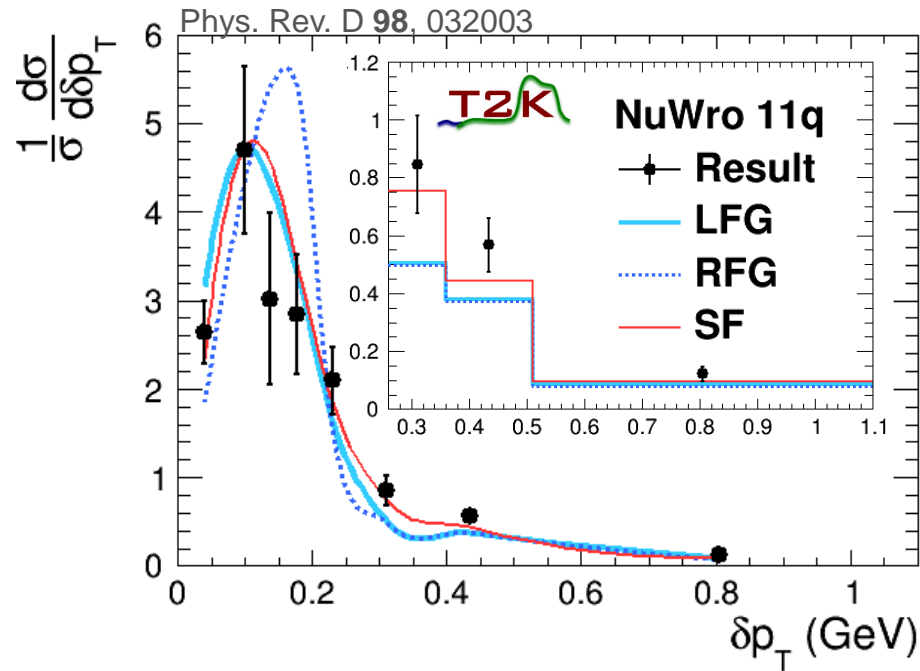 Phys. Rev. D 98, 032003
1/σ dσ/dδp_T
6
5
4
3
2
1
0
0 0.2 0.4 0.6 0.8 1
δp_T (GeV)
1.2
1
0.8
0.6
0.4
0.2
0
0.3 0.4 0.5 0.6 0.7 0.8 0.9 1 1.1
T2K
NuWro 11q
Result
LFG
RFG
SF